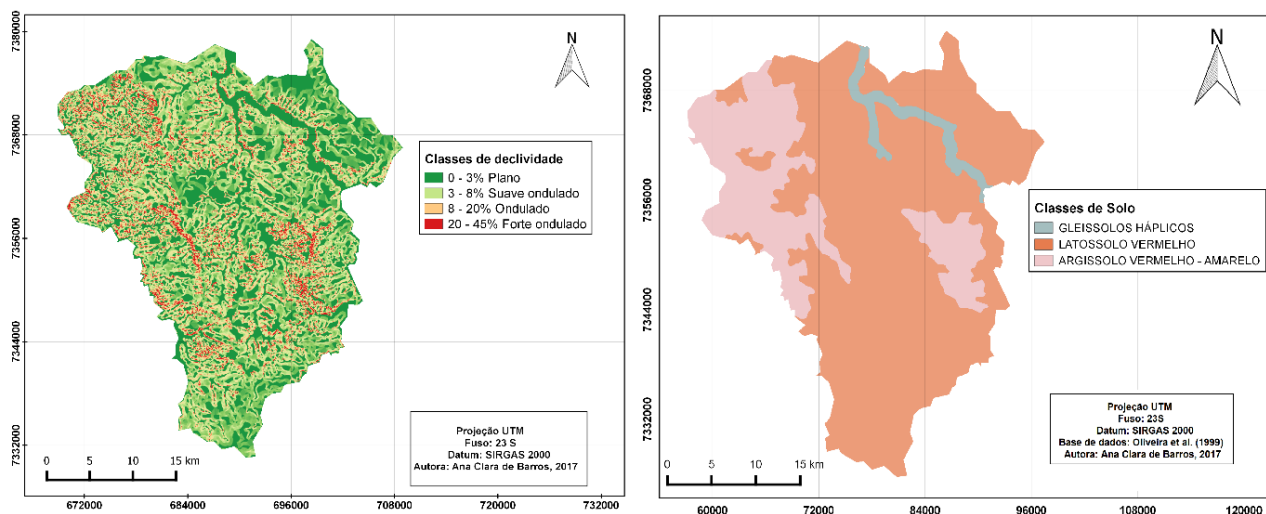 7380000
7368000
7356000
7344000
7332000
N
Classes de declividade
0 - 3% Plano
3 - 8% Suave ondulado
8 - 20% Ondulado
20 - 45% Forte ondulado
Projeção UTM
Fuso: 23 S
Datum: SIRGAS 2000
Autora: Ana Clara de Barros, 2017
0 5 10 15 km
672000 684000 696000 708000 720000 732000
7368000
7356000
7344000
7332000
N
Classes de Solo
GLEISSOLOS HÁPLICOS
LATOSSOLO VERMELHO
ARGISSOLO VERMELHO - AMARELO
Projeção UTM
Fuso: 23S
Datum: SIRGAS 2000
Base de dados: Oliveira et al. (1999)
Autora: Ana Clara de Barros, 2017
0 5 10 15 km
60000 72000 84000 96000 108000 120000